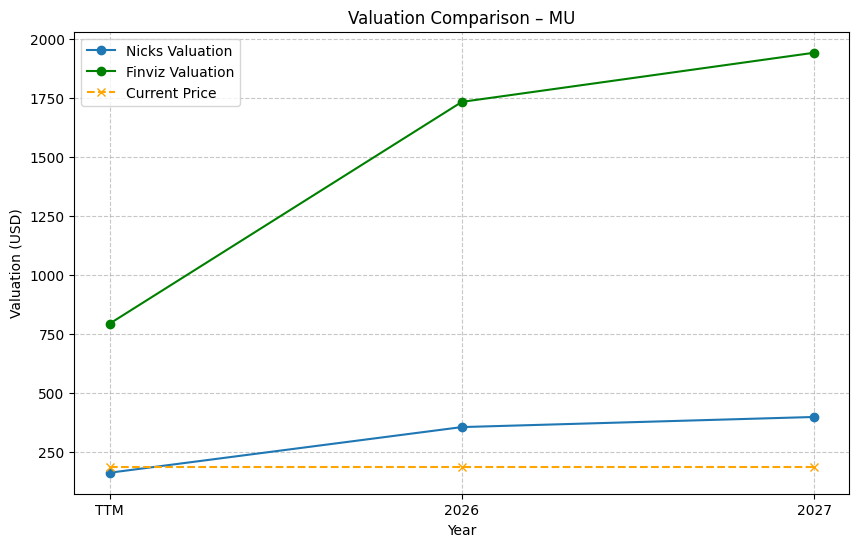 Valuation Comparison – MU
Nicks Valuation
Finviz Valuation
Current Price
Valuation (USD)
2000
1750
1500
1250
1000
750
500
250
TTM
2026
2027
Year